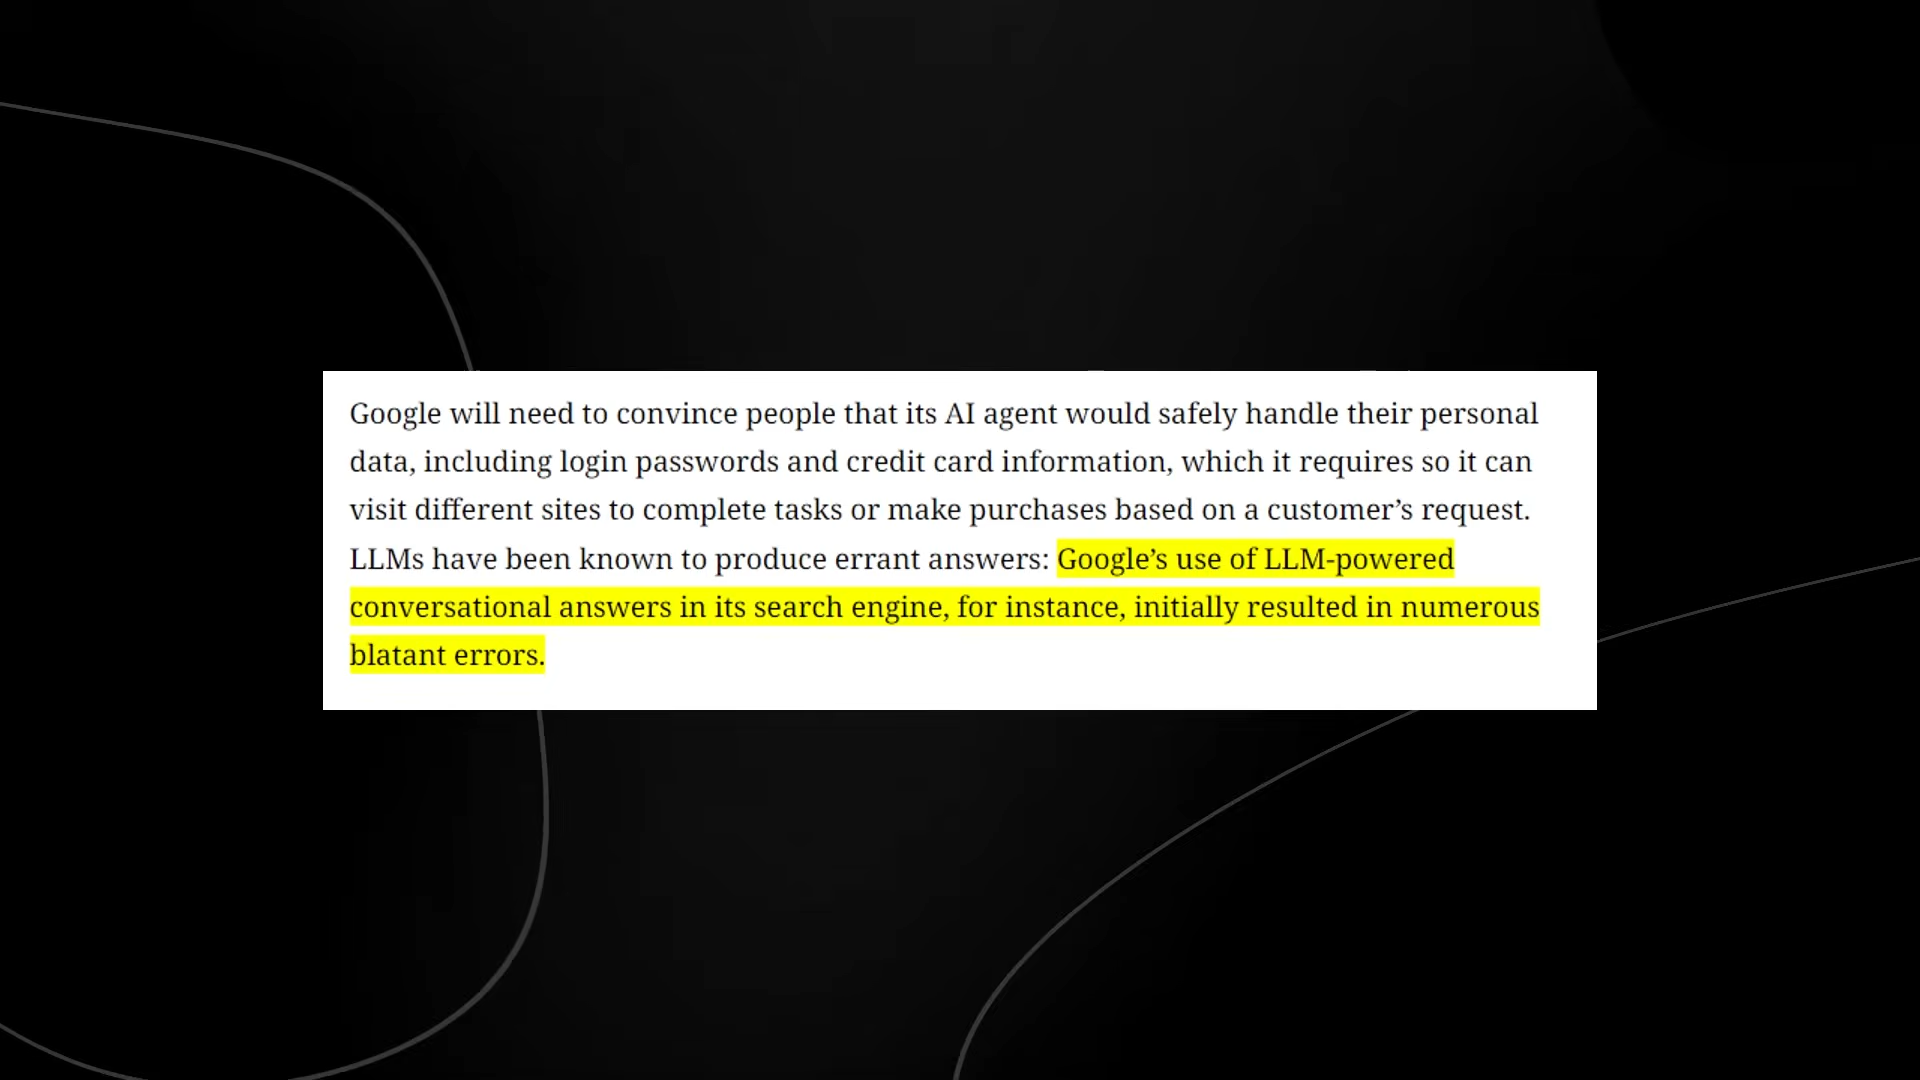 Google will need to convince people that its AI agent would safely handle their personal
data, including login passwords and credit card information, which it requires so it can
visit different sites to complete tasks or make purchases based on a customer’s request.
LLMs have been known to produce errant answers: Google’s use of LLM-powered
conversational answers in its search engine, for instance, initially resulted in numerous
blatant errors.